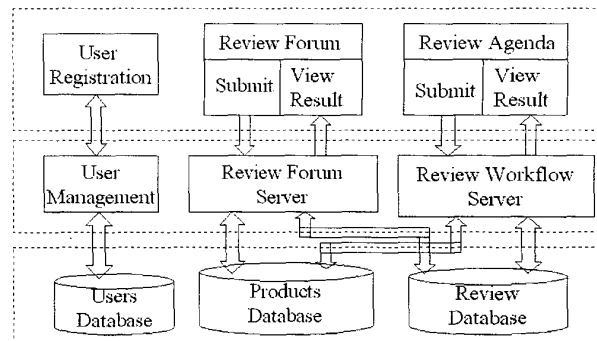 User
Registration
Review Forum
Submit
View
Result
Review Agenda
Submit
View
Result
User
Management
Review Forum
Server
Review Workflow
Server
Users
Database
Products
Database
Review
Database